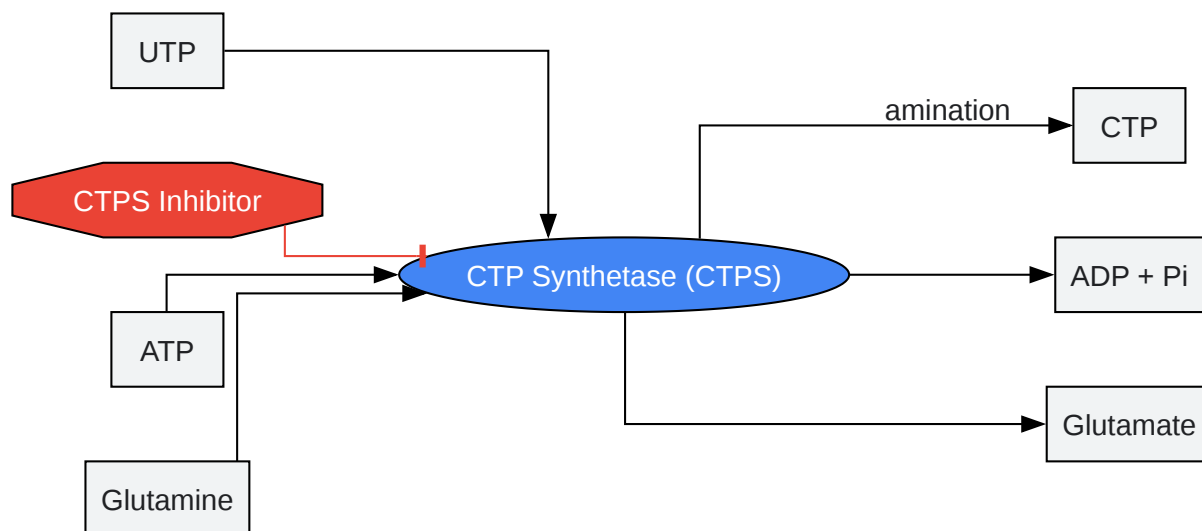 UTP
amination
CTP
CTPS Inhibitor
CTP Synthetase (CTPS)
ADP + Pi
ATP
Glutamate
Glutamine